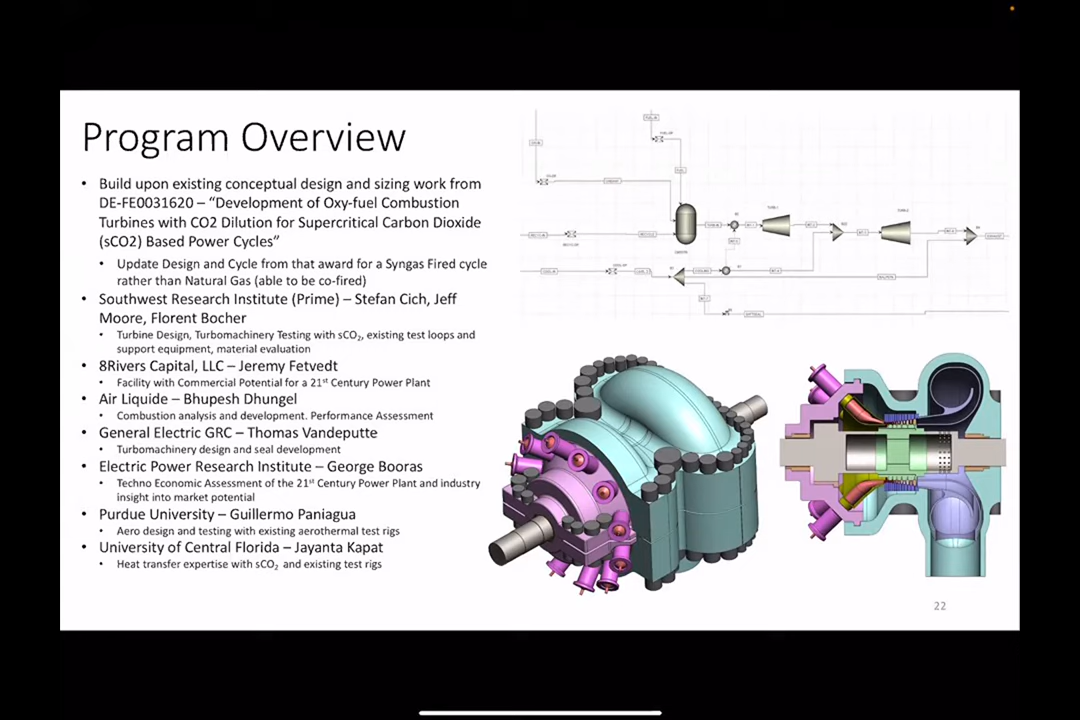 Program Overview
• Build upon existing conceptual design and sizing work from
DE-FE0031620 – “Development of Oxy-fuel Combustion
Turbines with CO2 Dilution for Supercritical Carbon Dioxide
(sCO2) Based Power Cycles”
• Update Design and Cycle from that award for a Syngas Fired cycle
rather than Natural Gas (able to be co-fired)
• Southwest Research Institute (Prime) – Stefan Cich, Jeff
Moore, Florent Bocher
• Turbine Design, Turbomachinery Testing with sCO₂, existing test loops and
support equipment, material evaluation
• 8Rivers Capital, LLC – Jeremy Fetvedt
• Facility with Commercial Potential for a 21st Century Power Plant
• Air Liquide – Bhupesh Dhungel
• Combustion analysis and development. Performance Assessment
• General Electric GRC – Thomas Vandeputte
• Turbomachinery design and seal development
• Electric Power Research Institute – George Booras
• Techno Economic Assessment of the 21st Century Power Plant and industry
insight into market potential
• Purdue University – Guillermo Paniagua
• Aero design and testing with existing aerothermal test rigs
• University of Central Florida – Jayanta Kapat
• Heat transfer expertise with sCO₂ and existing test rigs
22